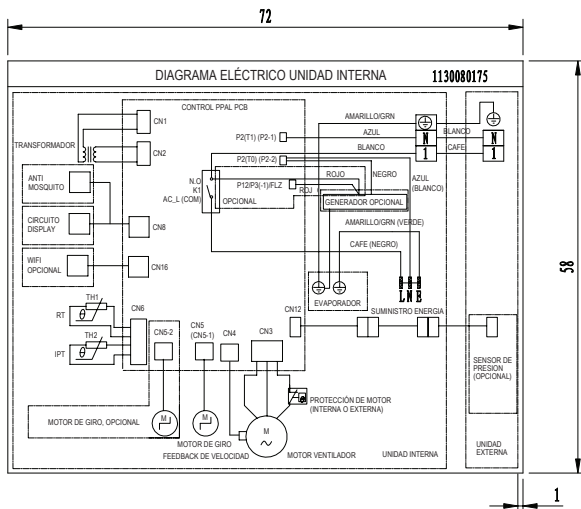 72
DIAGRAMA ELÉCTRICO UNIDAD INTERNA 1130080175
CONTROL PPAL PCB
CN1
TRANSFORMADOR
CN2
ANTI
MOSQUITO
CIRCUITO
DISPLAY
CN8
WIFI
OPCIONAL
CN16
AMARILLO/GRN
P2(T1) (P2-1)
AZUL
N
BLANCO
N
BLANCO
1
CAFE
1
P2(T0) (P2-2)
N.O
K1
AC_L (COM)
ROJO
NEGRO
AZUL
(BLANCO)
P12/P3(-1)/FLZ
ROJ
OPCIONAL
GENERADOR OPCIONAL
AMARILLO/GRN (VERDE)
CAFE (NEGRO)
L N E
EVAPORADOR
TH1
RT
θ
TH2
IPT
θ
CN6
CN5-2
CN5
(CN5-1)
CN4
CN3
CN12
SUMINISTRO ENERGIA
SENSOR DE
PRESION
(OPCIONAL)
PROTECCIÓN DE MOTOR
(INTERNA O EXTERNA)
MOTOR DE GIRO, OPCIONAL
M
M
M
~
MOTOR DE GIRO
FEEDBACK DE VELOCIDAD
MOTOR VENTILADOR
UNIDAD INTERNA
UNIDAD
EXTERNA
58
1